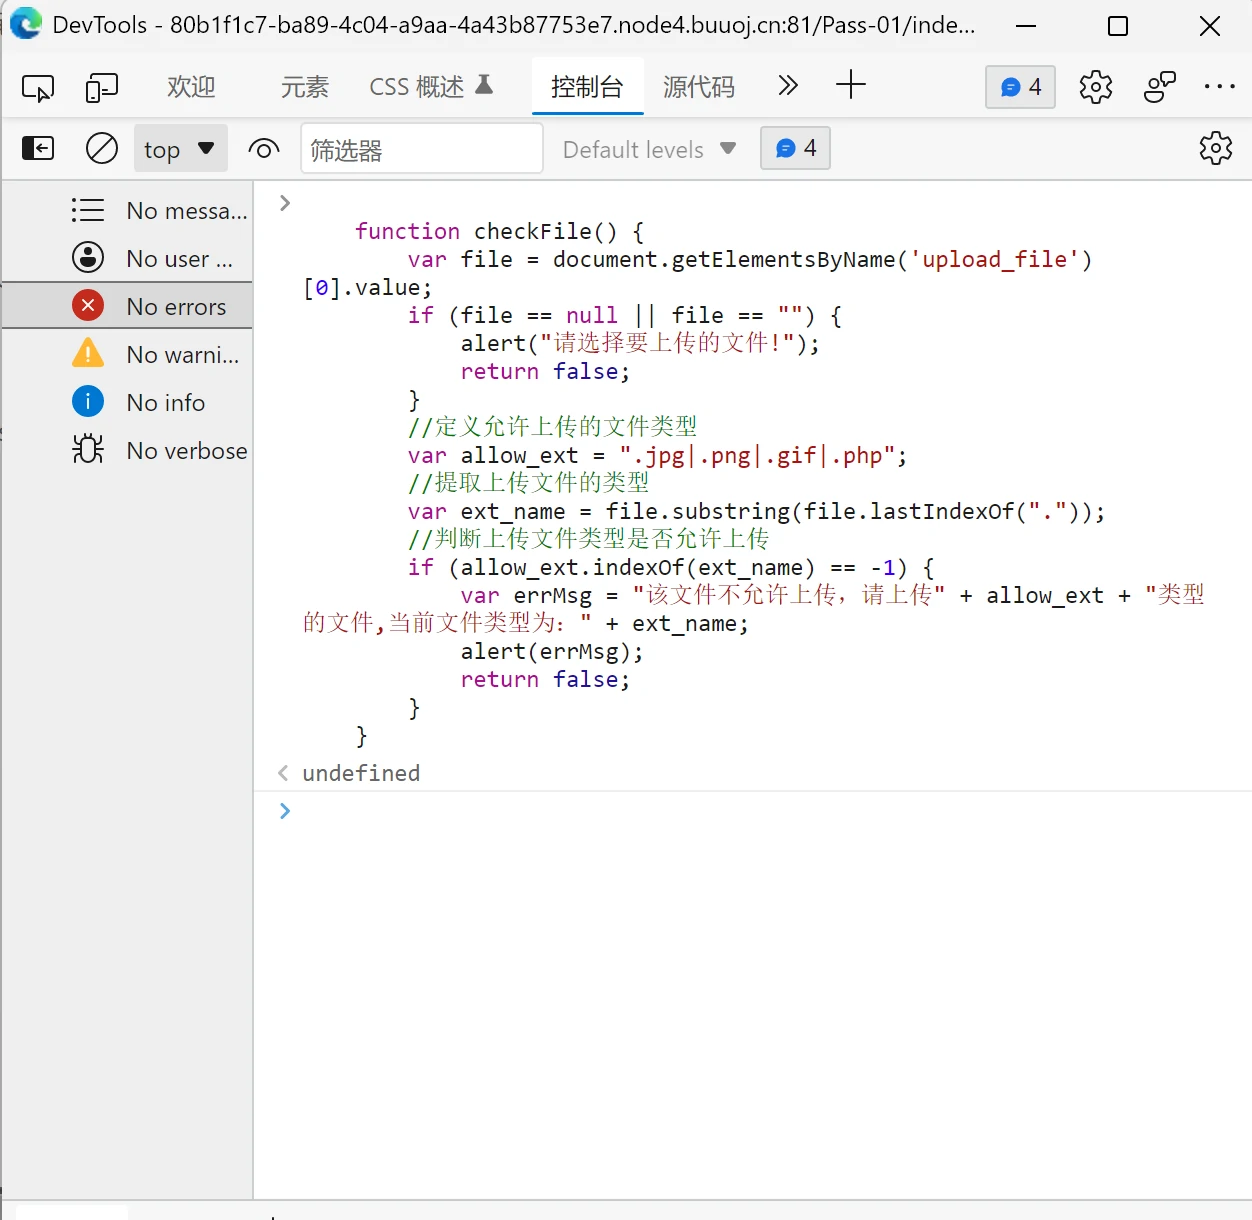 DevTools - 80b1f1c7-ba89-4c04-a9aa-4a43b87753e7.node4.buuoj.cn:81/Pass-01/inde...
欢迎 元素 CSS 概述 控制台 源代码 4
top 筛选器 Default levels 4
No messa...
No user ...
No errors
No warni...
No info
No verbose
function checkFile() {
var file = document.getElementsByName('upload_file')
[0].value;
if (file == null || file == "") {
alert("请选择要上传的文件!");
return false;
}
//定义允许上传的文件类型
var allow_ext = ".jpg|.png|.gif|.php";
//提取上传文件的类型
var ext_name = file.substring(file.lastIndexOf("."));
//判断上传文件类型是否允许上传
if (allow_ext.indexOf(ext_name) == -1) {
var errMsg = "该文件不允许上传，请上传" + allow_ext + "类型
的文件,当前文件类型为：" + ext_name;
alert(errMsg);
return false;
}
}
undefined